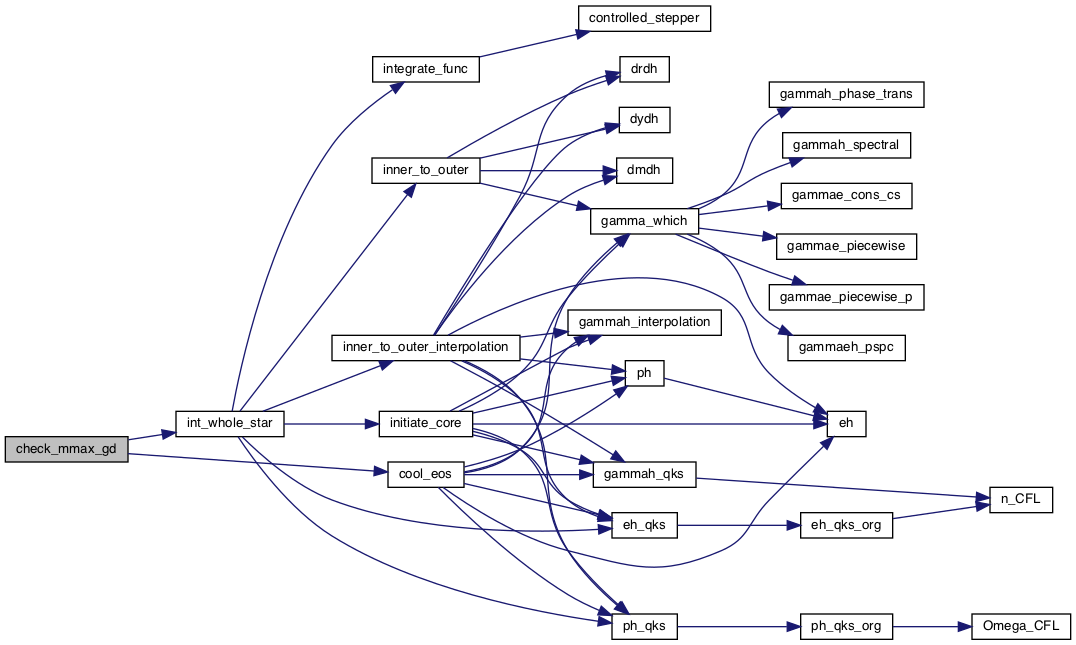 controlled_stepper
integrate_func
drdh
gammah_phase_trans
dydh
gammah_spectral
inner_to_outer
dmdh
gammae_cons_cs
gamma_which
gammae_piecewise
gammae_piecewise_p
gammah_interpolation
inner_to_outer_interpolation
gammaeh_pspc
ph
int_whole_star
initiate_core
eh
check_mmax_gd
cool_eos
gammah_qks
n_CFL
eh_qks
eh_qks_org
ph_qks
ph_qks_org
Omega_CFL